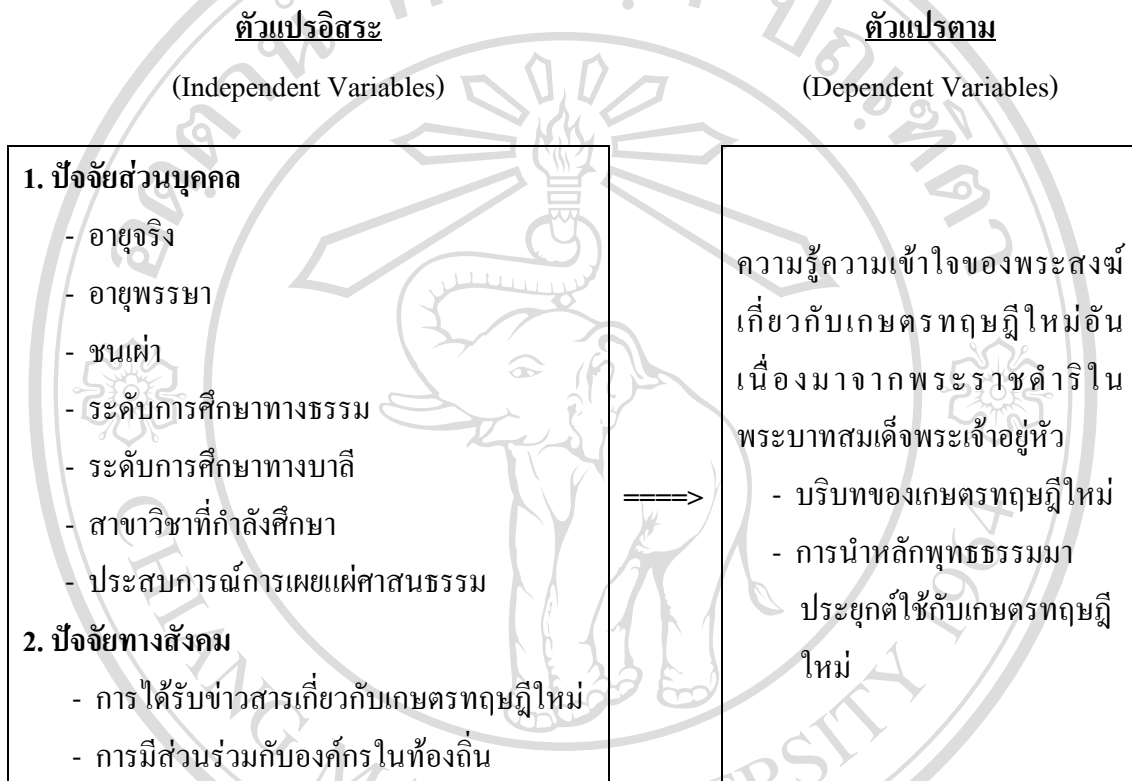 ตัวแปรอิสระ
(Independent Variables)
1. ปัจจัยส่วนบุคคล
- อายุจริง
- อายุพรรษา
- ชนเผ่า
- ระดับการศึกษาทางธรรม
- ระดับการศึกษาทางบาลี
- สาขาวิชาที่กำลังศึกษา
- ประสบการณ์การเผยแผ่ศาสนธรรม
2. ปัจจัยทางสังคม
- การได้รับข่าวสารเกี่ยวกับเกษตรทฤษฎีใหม่
- การมีส่วนร่วมกับองค์กรในท้องถิ่น
====>
ตัวแปรตาม
(Dependent Variables)
ความรู้ความเข้าใจของพระสงฆ์
เกี่ยวกับเกษตรทฤษฎีใหม่อัน
เนื่องมาจากพระราชดำริใน
พระบาทสมเด็จพระเจ้าอยู่หัว
- บริบทของเกษตรทฤษฎีใหม่
- การนำหลักพุทธธรรมมา
ประยุกต์ใช้กับเกษตรทฤษฎี
ใหม่